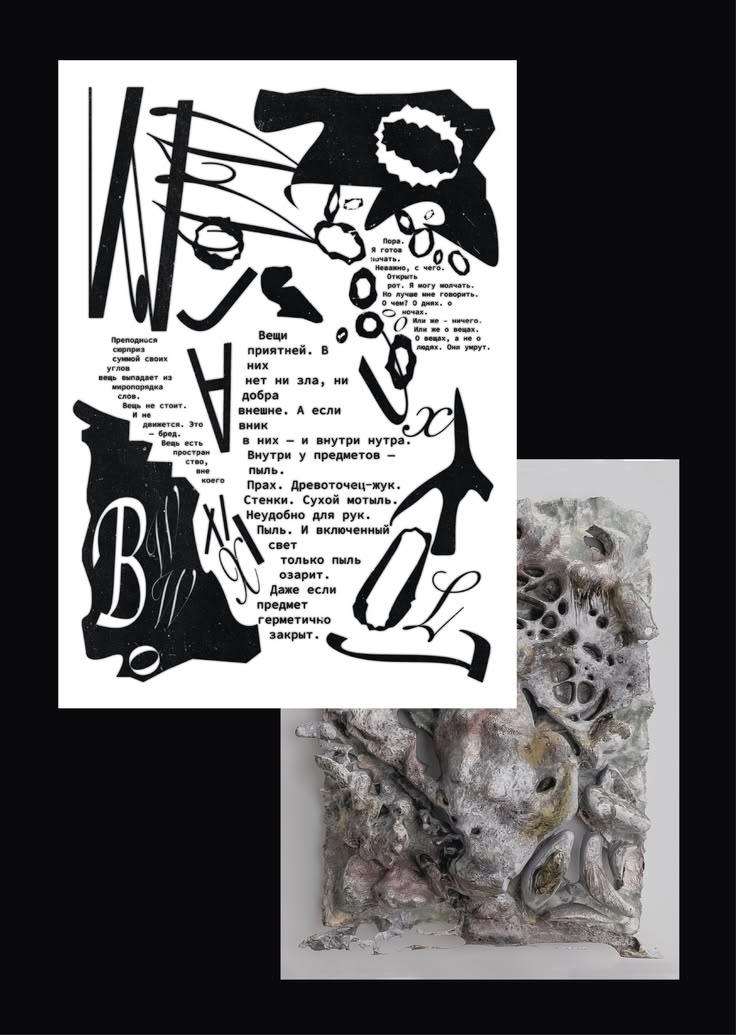 Пора.
Я готов
начать.
Неважно, с чего.
Открыть
рот. Я могу молчать.
Но лучше мне говорить.
О чем? О днях. о
ночах.
Или же – ничего.
Или же о вещах.
О вещах, а не о
людях. Они умрут.
Преподнося
сюрприз
суммой своих
углов
вещь выпадает из
миропорядка
слов.
Вещь не стоит.
И не
движется. Это
– бред.
Вещь есть
простран
ство,
вне
коего
Вещи
приятней. В
них
нет ни зла, ни
добра
внешне. А если
вник
в них – и внутри нутра.
Внутри у предметов –
пыль.
Прах. Древоточец-жук.
Стенки. Сухой мотыль.
Неудобно для рук.
Пыль. И включенный
свет
только пыль
озарит.
Даже если
предмет
герметично
закрыт.
A
x
B
W
W
X
L